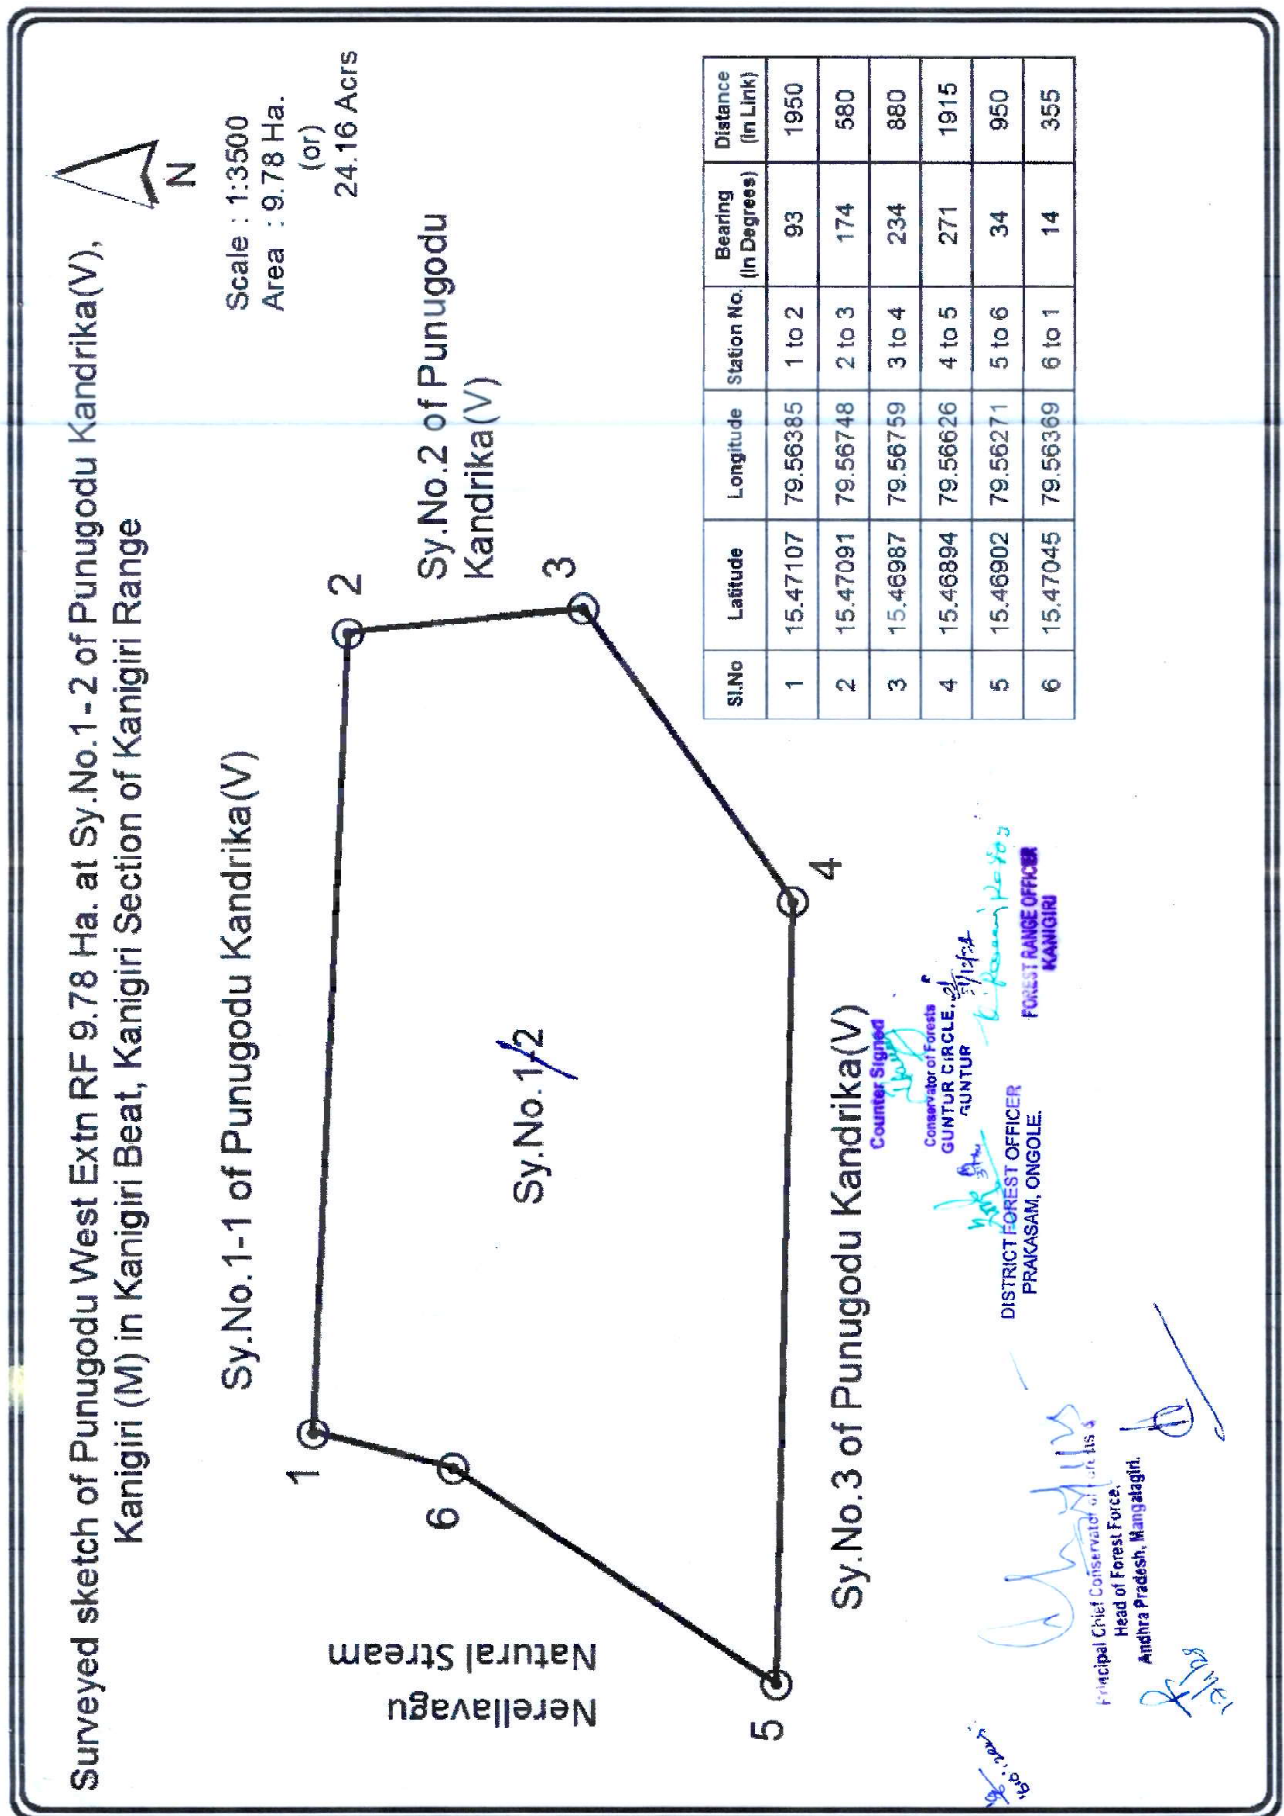 Surveyed sketch of Punugodu West Extn RF 9.78 Ha. at Sy.No.1- 2 of Punugodu Kandrika(V),
Kanigiri (M) in Kanigiri Beat, Kanigiri Section of Kanigiri Range
N
Scale : 1:3500
Area : 9.78 Ha.
(or)
24.16 Acrs
Sy.No.1-1 of Punugodu Kandrika(V)
1
2
Sy.No.2 of Punugodu
Kandrika(V)
3
6
Sy.No.1/2
Nerellavagu
Natural Stream
4
5
Sy.No.3 of Punugodu Kandrika(V)
Sl.No Latitude Longitude Station No. Bearing (In Degrees) Distance (In Link)
1 15.47107 79.56385 1 to 2 93 1950
2 15.47091 79.56748 2 to 3 174 580
3 15.46987 79.56759 3 to 4 234 880
4 15.46894 79.56626 4 to 5 271 1915
5 15.46902 79.56271 5 to 6 34 950
6 15.47045 79.56369 6 to 1 14 355
Counter Signed
Conservator of Forests
GUNTUR CIRCLE,
GUNTUR
DISTRICT FOREST OFFICER
PRAKASAM, ONGOLE.
FOREST RANGE OFFICER
KANIGIRI
Principal Chief Conservator of Forests &
Head of Forest Force,
Andhra Pradesh, Mangalagiri.